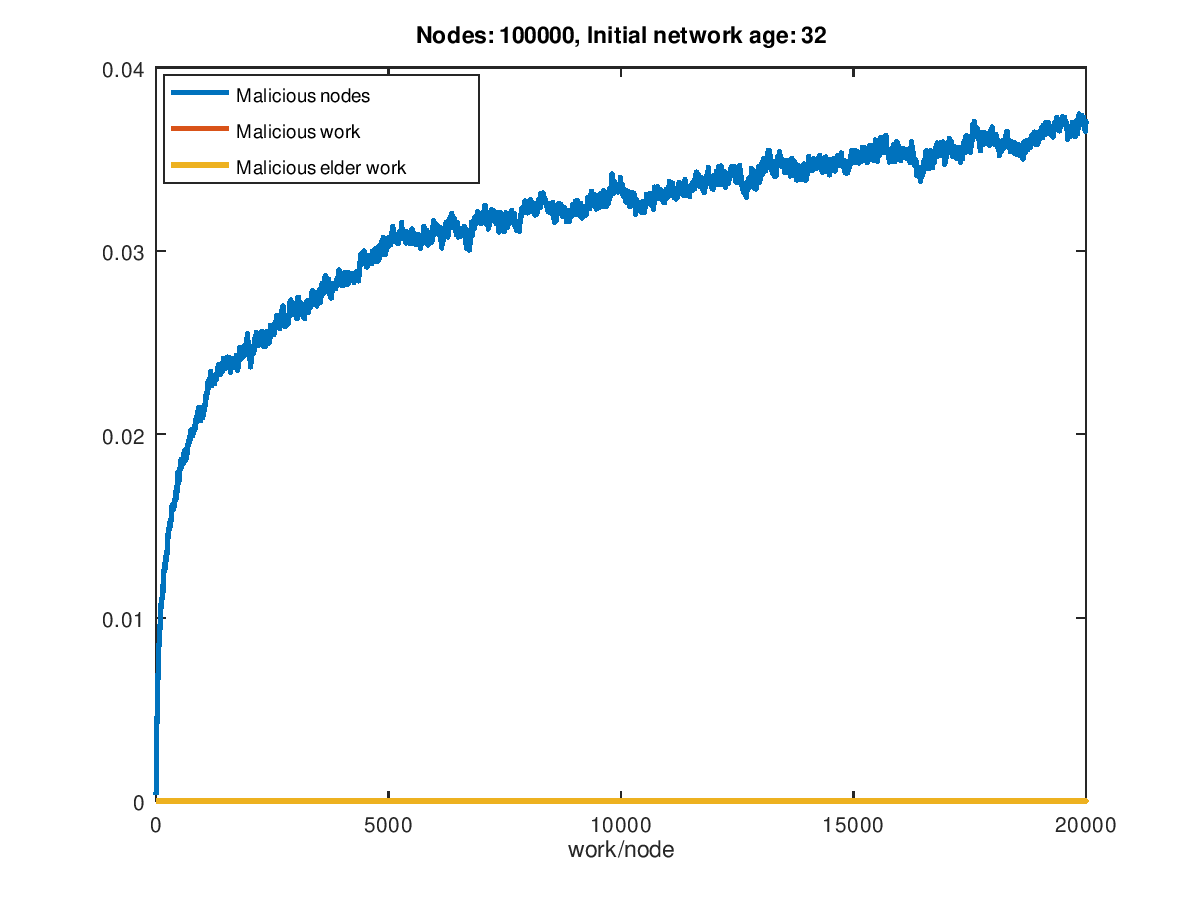 Nodes: 100000, Initial network age: 32
0.04
Malicious nodes
Malicious work
Malicious elder work
0.03
0.02
0.01
0
0 5000 10000 15000 20000
work/node